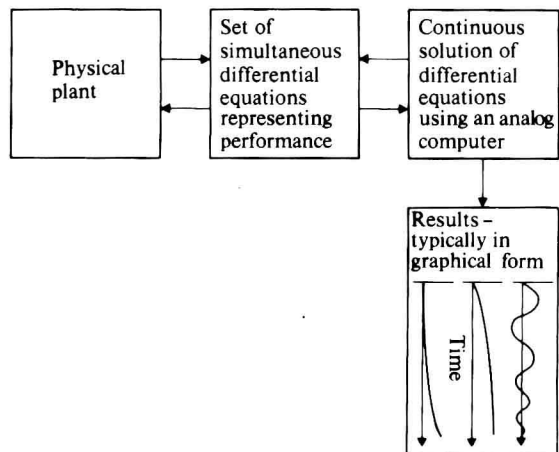 Physical
plant
Set of
simultaneous
differential
equations
representing
performance
Continuous
solution of
differential
equations
using an analog
computer
Results –
typically in
graphical form
Time